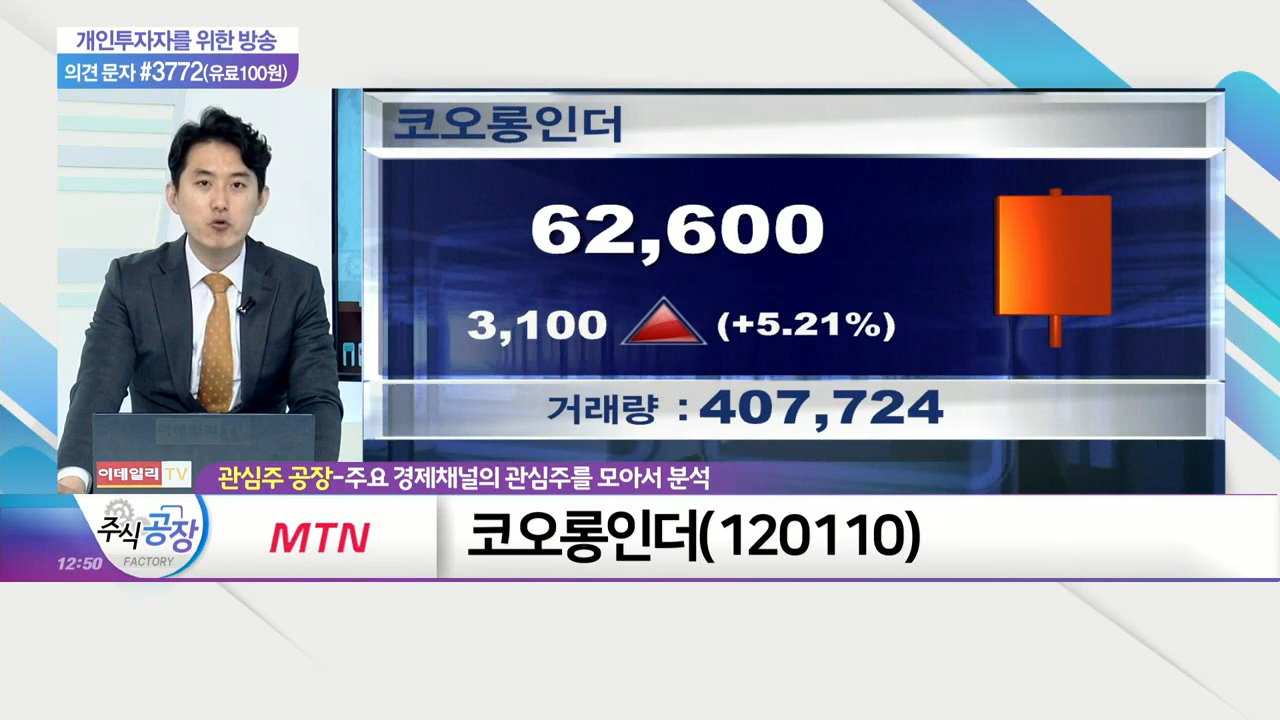 개인투자자를 위한 방송
의견 문자 #3772(유료100원)
코오롱인더
62,600
3,100 ▲ (+5.21%)
거래량 : 407,724
이데일리 TV
관심주 공장-주요 경제채널의 관심주를 모아서 분석
주식공장
FACTORY
12:50
MTN
코오롱인더(120110)